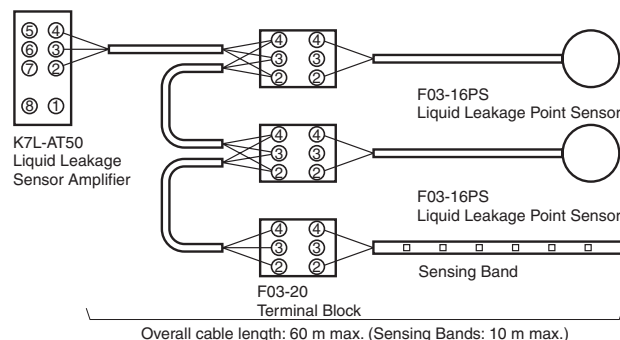 ⑤ ④ ④ ④
⑥ ③ ③ ③
⑦ ② ② ②
⑧ ①
F03-16PS
Liquid Leakage Point Sensor
K7L-AT50
Liquid Leakage
Sensor Amplifier
④ ④
③ ③
② ②
F03-16PS
Liquid Leakage Point Sensor
④ ④
③ ③
② ②
Sensing Band
F03-20
Terminal Block
Overall cable length: 60 m max. (Sensing Bands: 10 m max.)